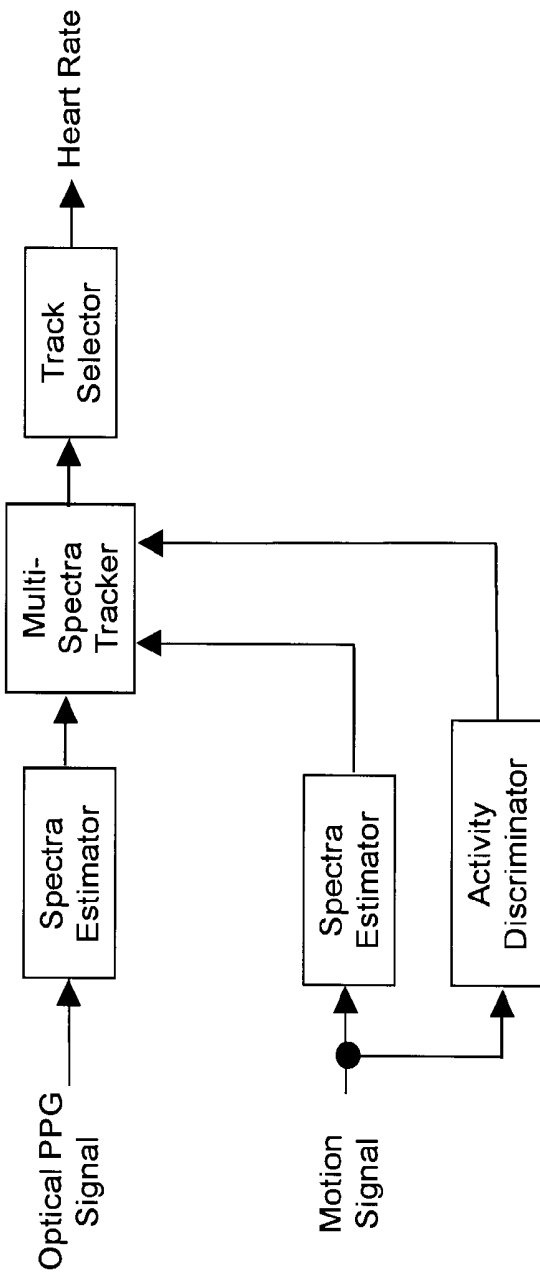 Optical PPG
Signal
Spectra
Estimator
Multi-
Spectra
Tracker
Track
Selector
Heart Rate
Motion
Signal
Spectra
Estimator
Activity
Discriminator